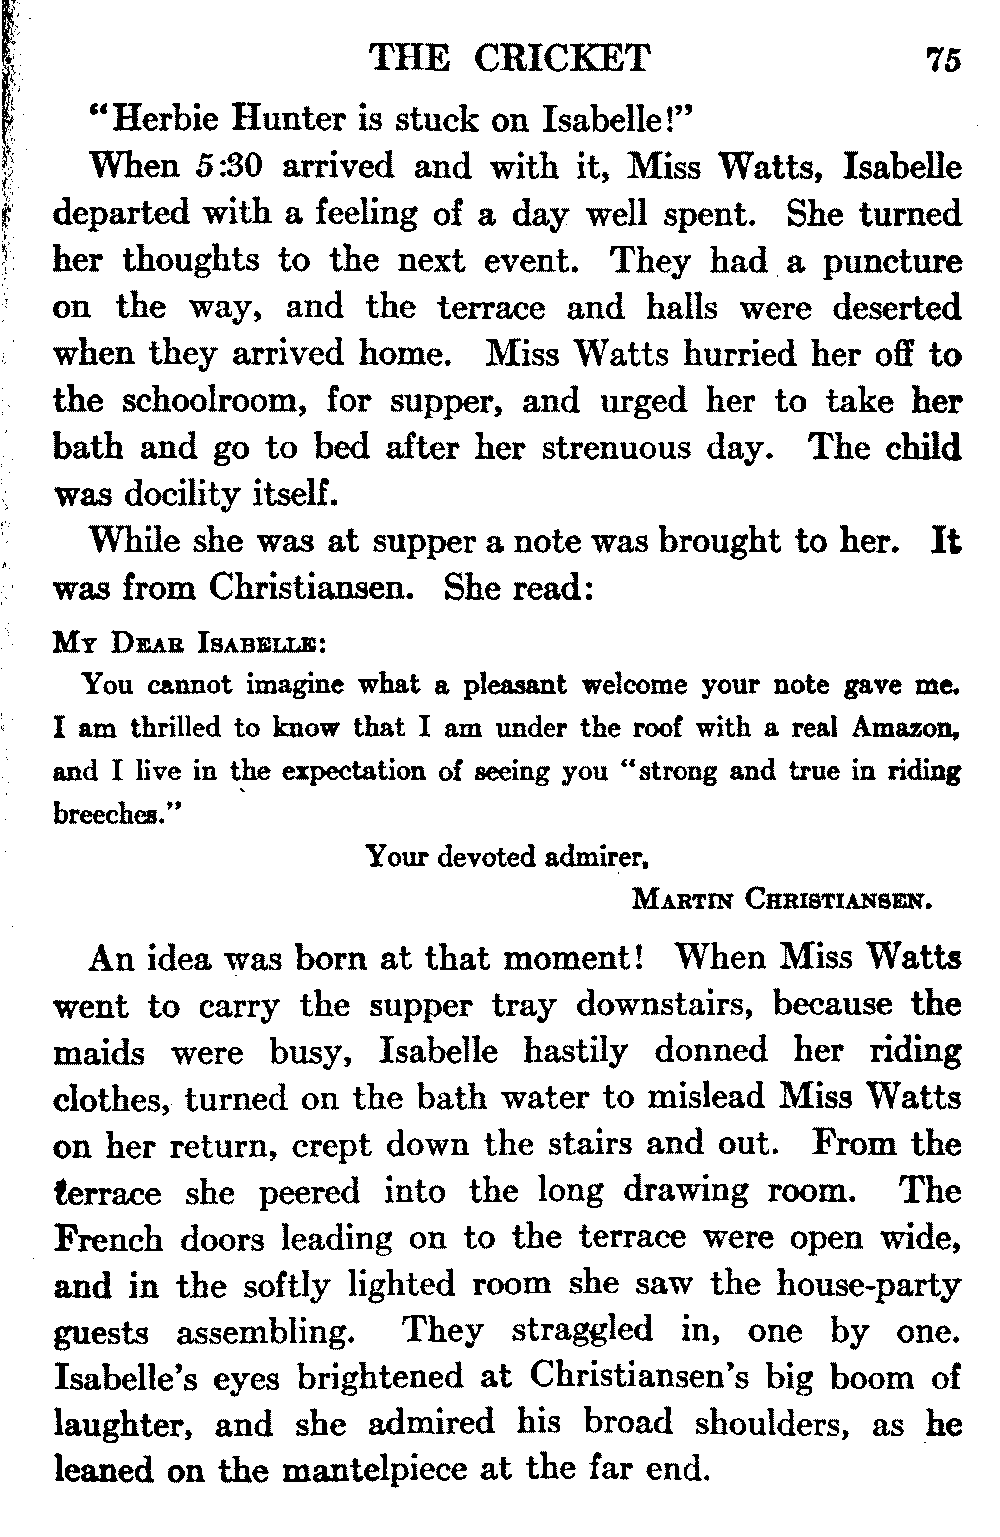 THE CRICKET 75
"Herbie Hunter is stuck on Isabelle!"
When 5:30 arrived and with it, Miss Watts, Isabelle
departed with a feeling of a day well spent. She turned
her thoughts to the next event. They had a puncture
on the way, and the terrace and halls were deserted
when they arrived home. Miss Watts hurried her off to
the schoolroom, for supper, and urged her to take her
bath and go to bed after her strenuous day. The child
was docility itself.
While she was at supper a note was brought to her. It
was from Christiansen. She read:
MY DEAR ISABELLE:
You cannot imagine what a pleasant welcome your note gave me.
I am thrilled to know that I am under the roof with a real Amazon,
and I live in the expectation of seeing you "strong and true in riding
breeches."
Your devoted admirer,
MARTIN CHRISTIANSEN.
An idea was born at that moment! When Miss Watts
went to carry the supper tray downstairs, because the
maids were busy, Isabelle hastily donned her riding
clothes, turned on the bath water to mislead Miss Watts
on her return, crept down the stairs and out. From the
terrace she peered into the long drawing room. The
French doors leading on to the terrace were open wide,
and in the softly lighted room she saw the house-party
guests assembling. They straggled in, one by one.
Isabelle's eyes brightened at Christiansen's big boom of
laughter, and she admired his broad shoulders, as he
leaned on the mantelpiece at the far end.